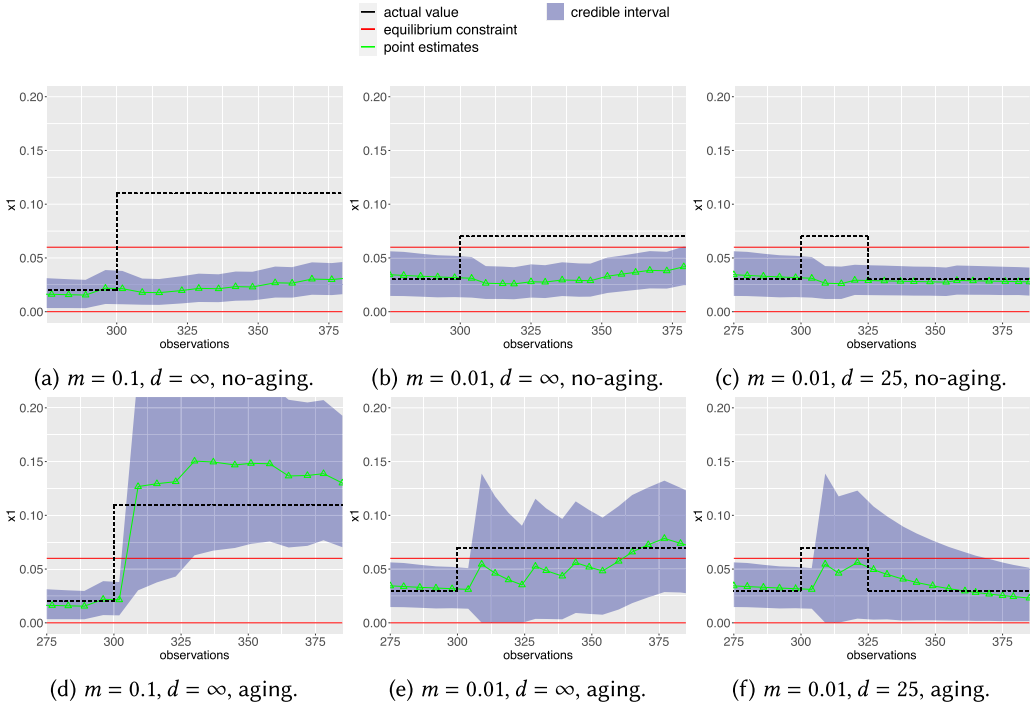 actual value
credible interval
equilibrium constraint
point estimates
0.20
0.15
0.10
0.05
0.00
x1
300
325
350
375
observations
0.20
0.15
0.10
0.05
0.00
x1
300
325
350
375
observations
0.20
0.15
0.10
0.05
0.00
x1
275
300
325
350
375
observations
(a) m = 0.1, d = ∞, no-aging.
(b) m = 0.01, d = ∞, no-aging.
(c) m = 0.01, d = 25, no-aging.
0.20
0.15
0.10
0.05
0.00
x1
275
300
325
350
375
observations
0.20
0.15
0.10
0.05
0.00
x1
275
300
325
350
375
observations
0.20
0.15
0.10
0.05
0.00
x1
275
300
325
350
375
observations
(d) m = 0.1, d = ∞, aging.
(e) m = 0.01, d = ∞, aging.
(f) m = 0.01, d = 25, aging.